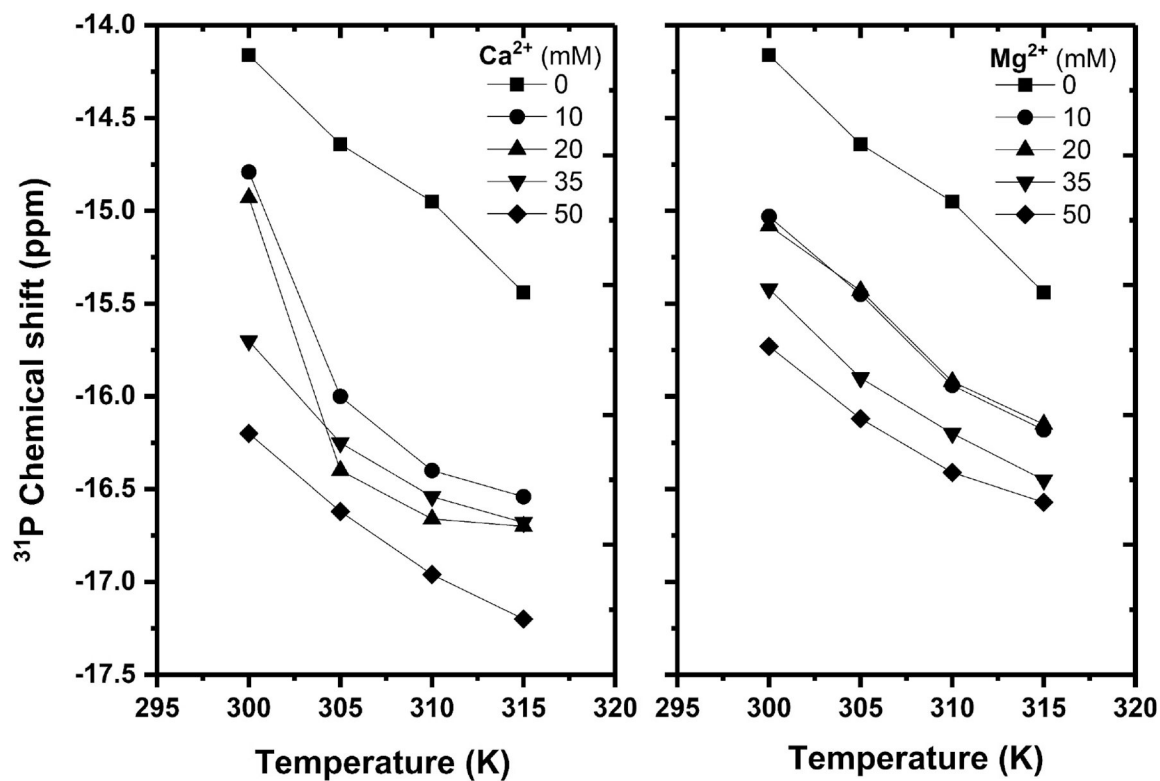 ³¹P Chemical shift (ppm)
-14.0
-14.5
-15.0
-15.5
-16.0
-16.5
-17.0
-17.5
Ca²⁺ (mM)
0
10
20
35
50
295 300 305 310 315 320
Temperature (K)
Mg²⁺ (mM)
0
10
20
35
50
295 300 305 310 315 320
Temperature (K)